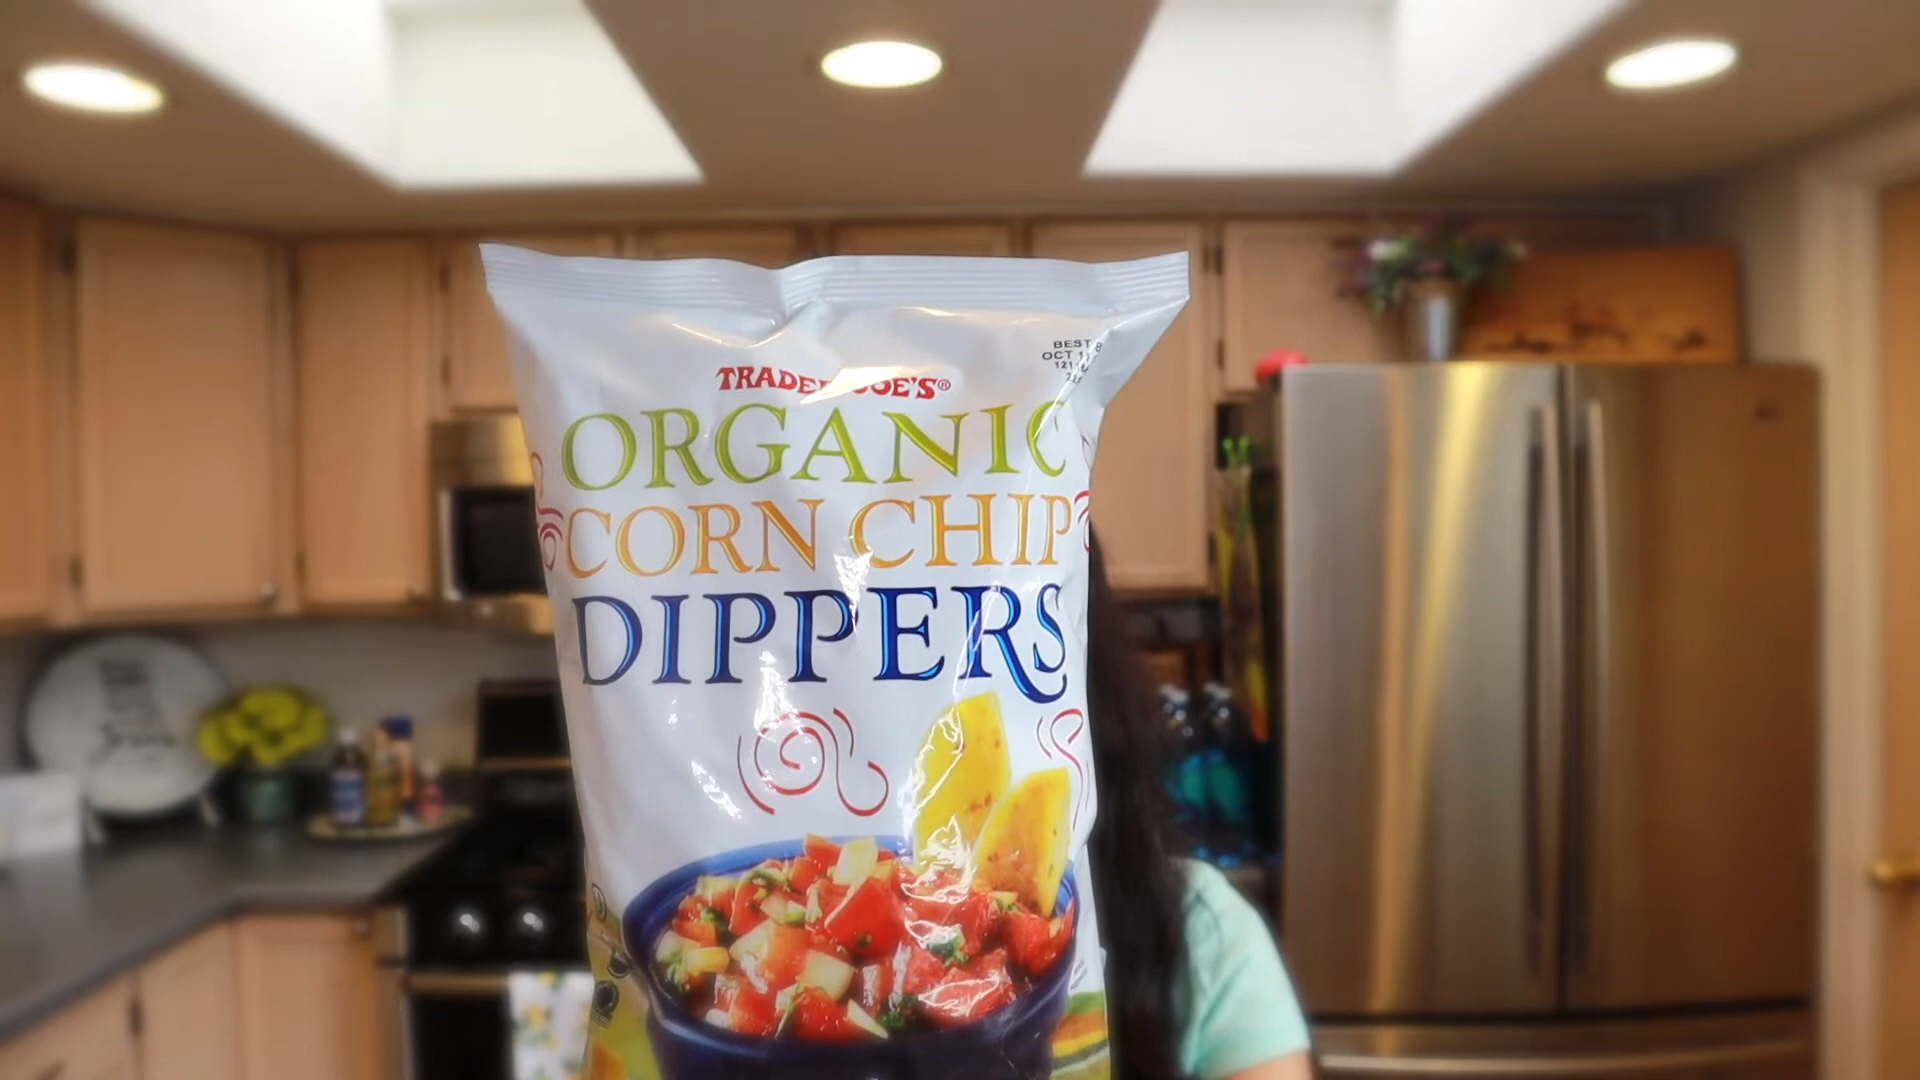 TRADER JOE'S®
BEST
OCT
ORGANIC
CORN CHIP
DIPPERS